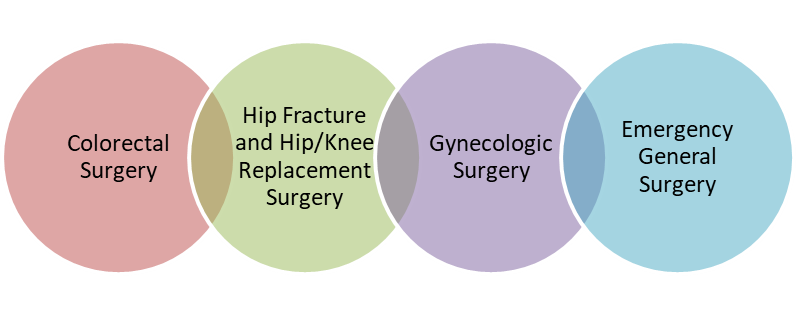 Colorectal
Surgery
Hip Fracture
and Hip/Knee
Replacement
Surgery
Gynecologic
Surgery
Emergency
General
Surgery